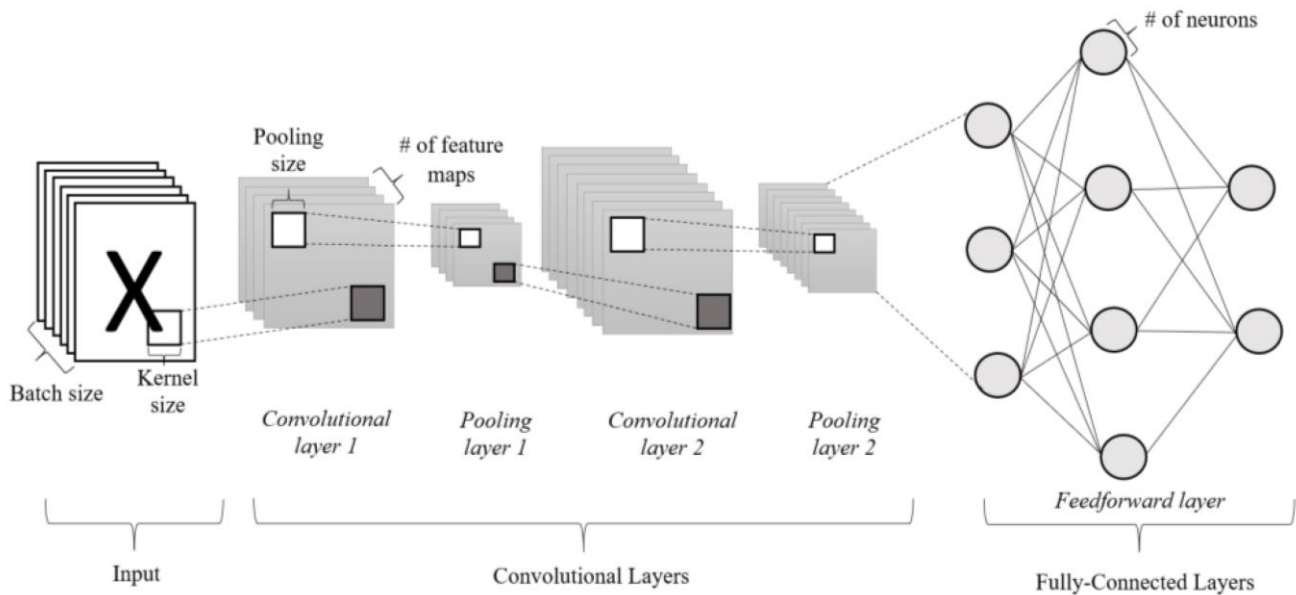 # of neurons
Pooling
size
# of feature
maps
X
Batch size
Kernel
size
Convolutional
layer 1
Pooling
layer 1
Convolutional
layer 2
Pooling
layer 2
Feedforward layer
Input
Convolutional Layers
Fully-Connected Layers